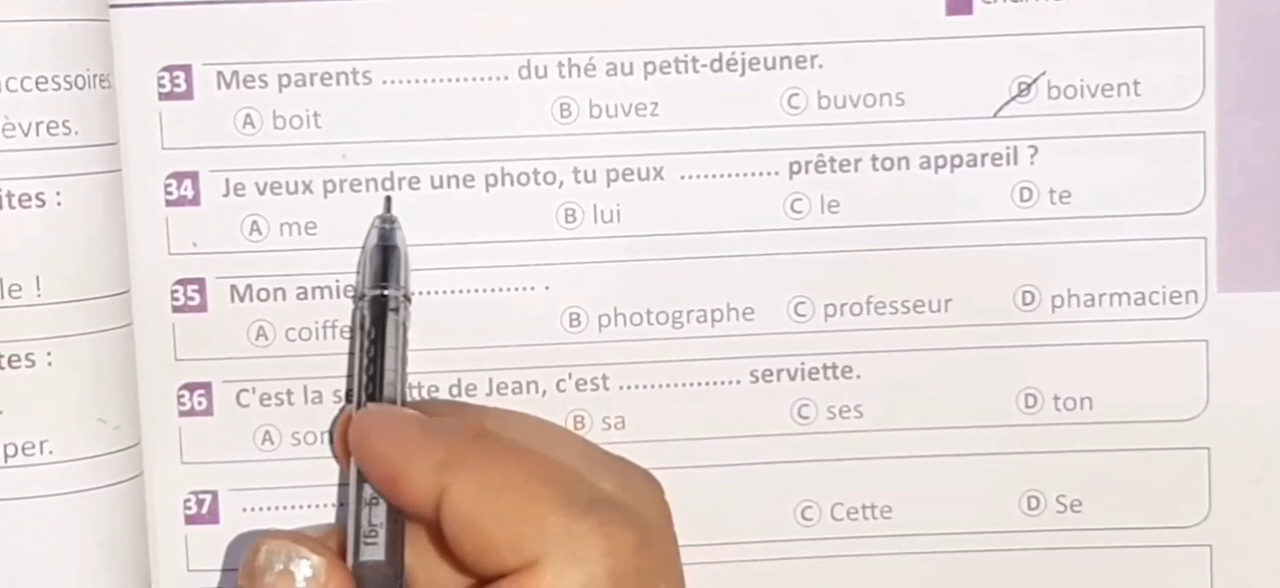 ccessoires
èvres.
ites :
le !
tes :
per.
33 Mes parents ................ du thé au petit-déjeuner.
A boit B buvez C buvons D boivent
34 Je veux prendre une photo, tu peux ............. prêter ton appareil ?
A me B lui C le D te
35 Mon amie ................ .
A B photographe C professeur D pharmacien
36 C'est la de Jean, c'est ................ serviette.
A B sa C ses D ton
37 .............
C Cette D Se